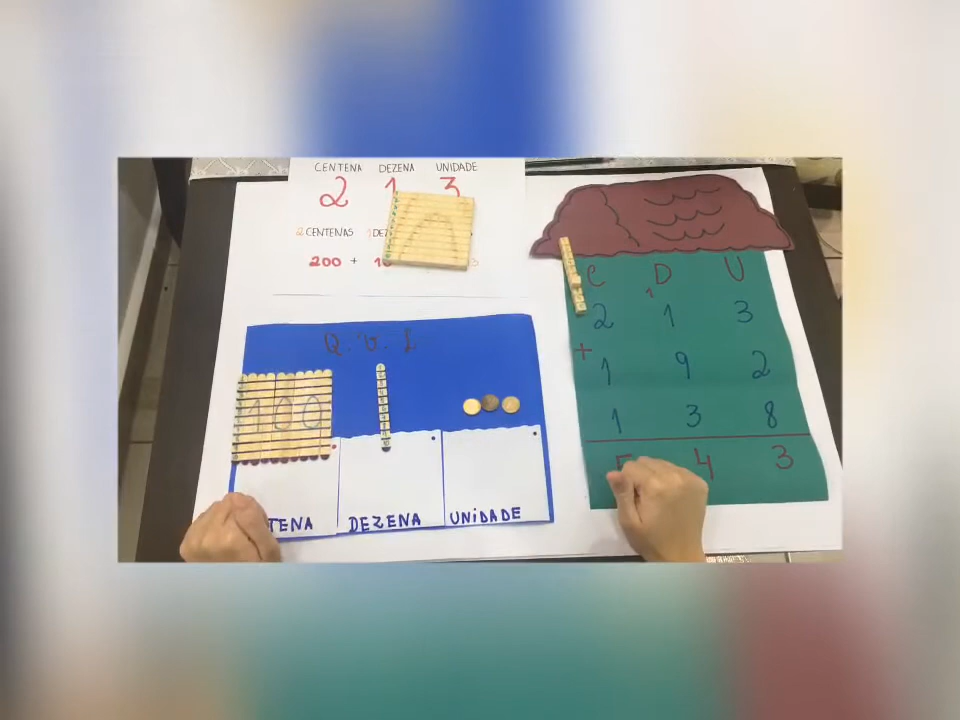 CENTENA DEZENA UNIDADE
2 1 3
2 CENTENAS 1
200 +
Q.V.L
100
DEZENA
UNIDADE
C D U
1
2 1 3
+
1 9 2
1 3 8
4 3